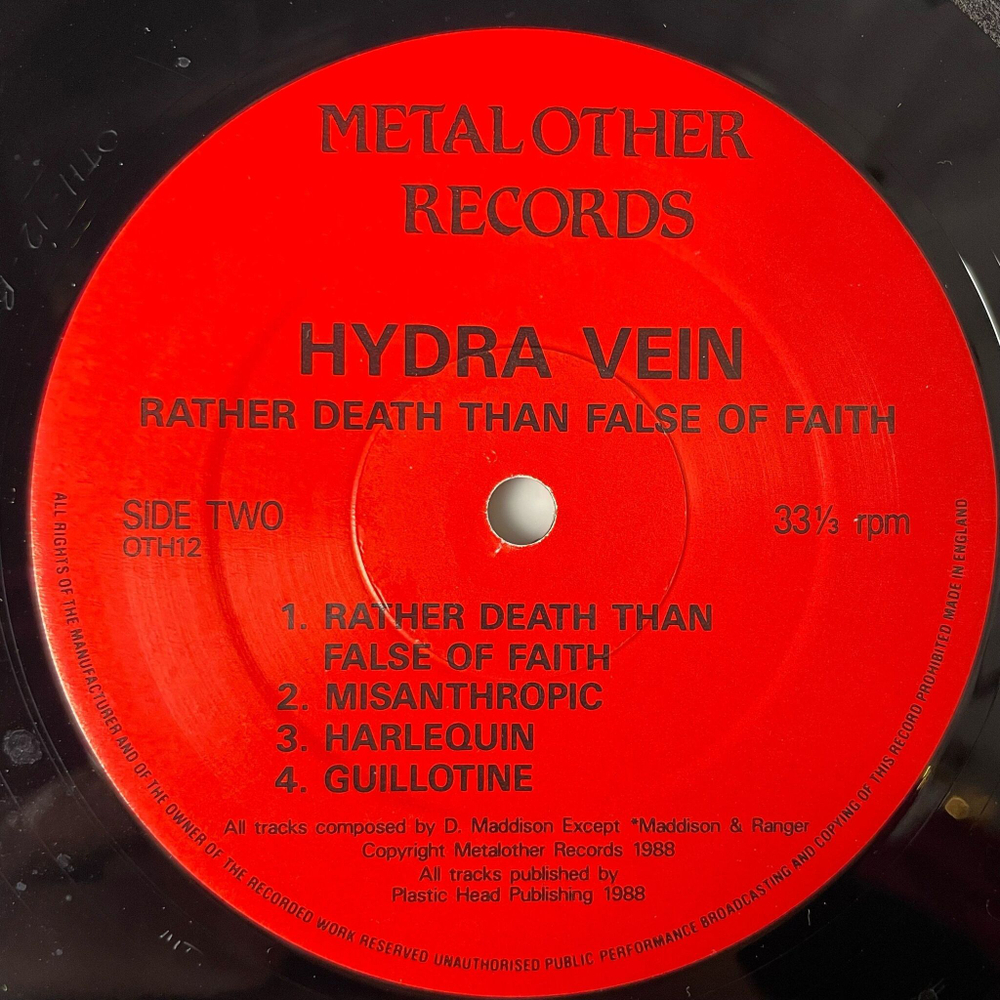 METALOTHER
RECORDS
HYDRA VEIN
RATHER DEATH THAN FALSE OF FAITH
SIDE TWO
OTH12
33⅓ rpm
1. RATHER DEATH THAN
FALSE OF FAITH
2. MISANTHROPIC
3. HARLEQUIN
4. GUILLOTINE
All tracks composed by D. Maddison Except *Maddison & Ranger
Copyright Metalother Records 1988
All tracks published by
Plastic Head Publishing 1988
ALL RIGHTS OF THE MANUFACTURER AND OF THE OWNER OF THE RECORDED WORK RESERVED UNAUTHORISED PUBLIC PERFORMANCE BROADCASTING AND COPYING OF THIS RECORD PROHIBITED MADE IN ENGLAND
OTH-12